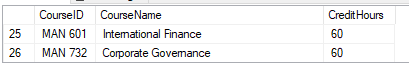 CourseID CourseName CreditHours
25 MAN 601 International Finance 60
26 MAN 732 Corporate Governance 60